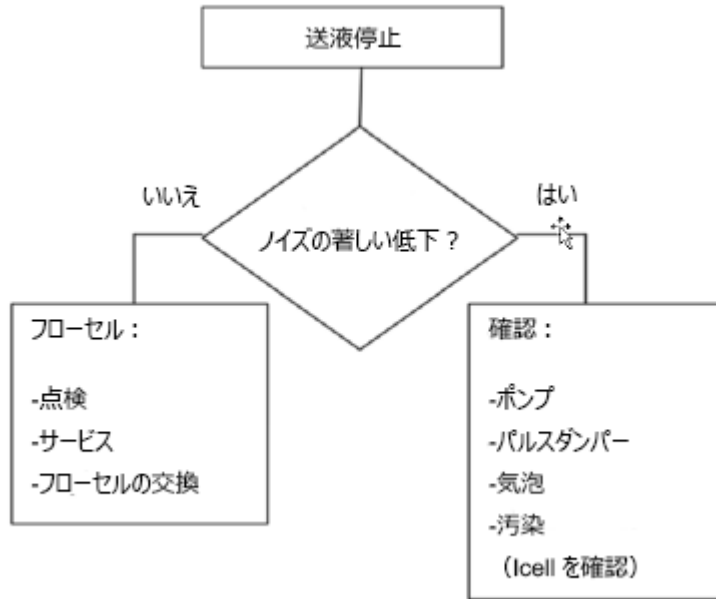 送液停止
いいえ
はい
ノイズの著しい低下?
フローセル:
-点検
-サービス
-フローセルの交換
確認:
-ポンプ
-パルスダンパー
-気泡
-汚染
(Icell を確認)